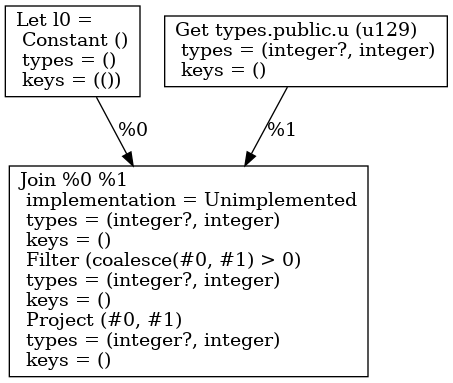 Let l0 =
Constant ()
types = ()
keys = (())
Get types.public.u (u129)
types = (integer?, integer)
keys = ()
%0
%1
Join %0 %1
implementation = Unimplemented
types = (integer?, integer)
keys = ()
Filter (coalesce(#0, #1) > 0)
types = (integer?, integer)
keys = ()
Project (#0, #1)
types = (integer?, integer)
keys = ()